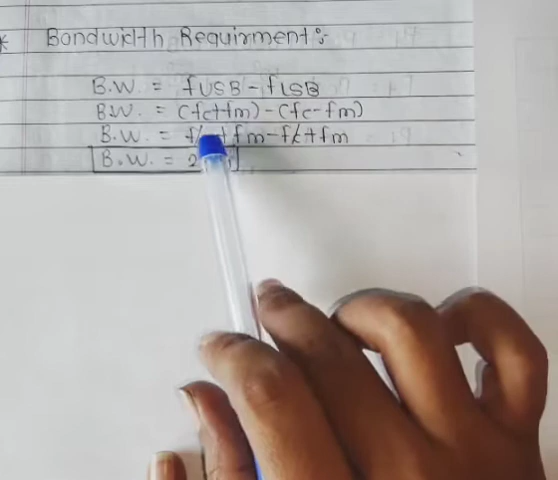 * Bandwidth Requirment :-
B.W. = fUSB - fLSB
B.W. = (fc+fm) - (fc-fm)
B.W. = fc+fm-fc+fm
B.W. = 2